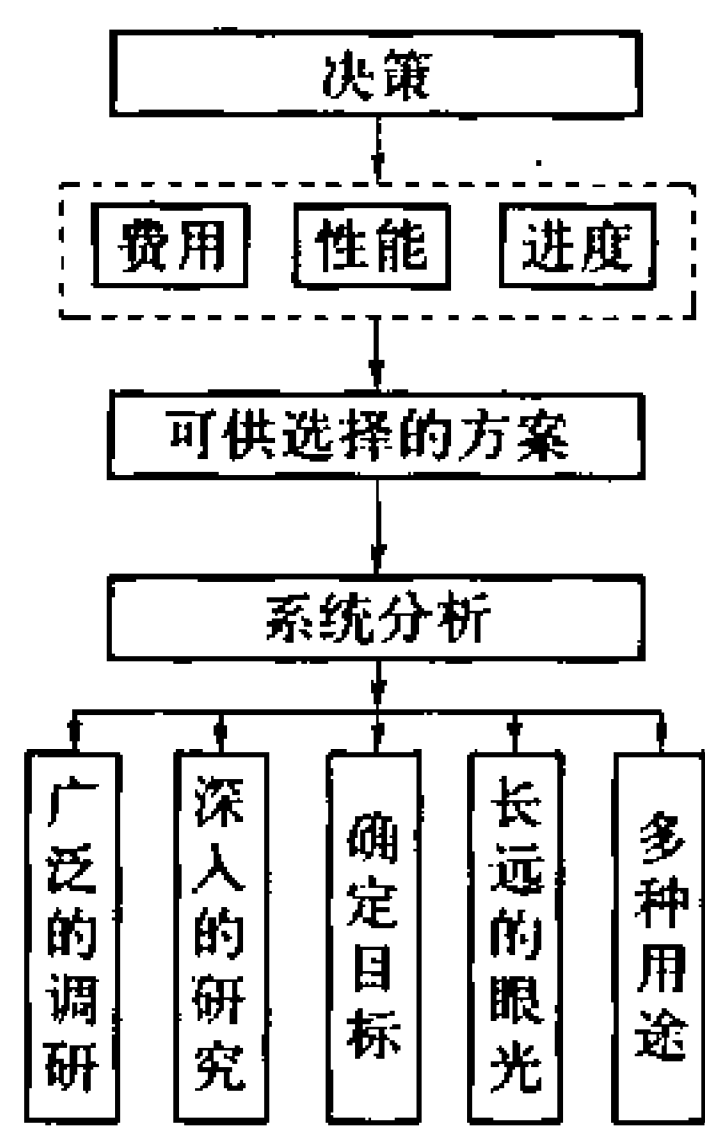 决策
费用 性能 进度
可供选择的方案
系统分析
广泛的调研
深入的研究
确定目标
长远的眼光
多种用途